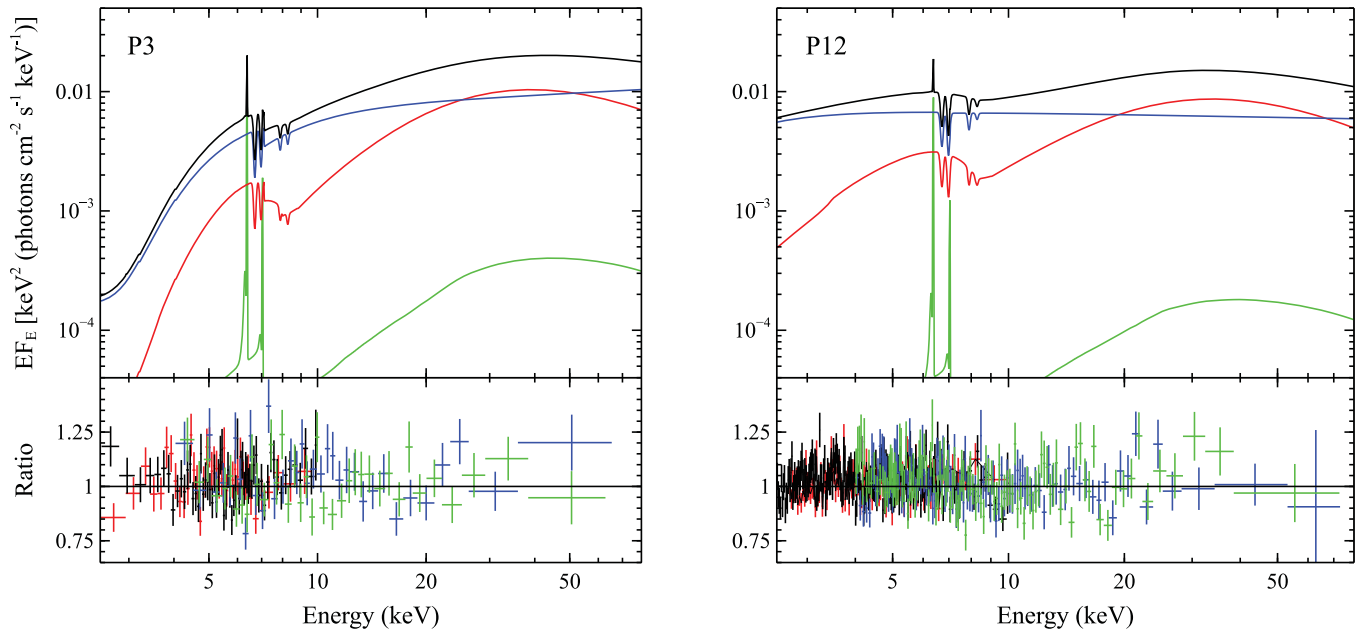 P3
P12
EF_E [keV² (photons cm⁻² s⁻¹ keV⁻¹)]
0.01
10⁻³
10⁻⁴
0.01
10⁻³
10⁻⁴
Ratio
1.25
1
0.75
1.25
1
0.75
5 10 20 50
5 10 20 50
Energy (keV)
Energy (keV)